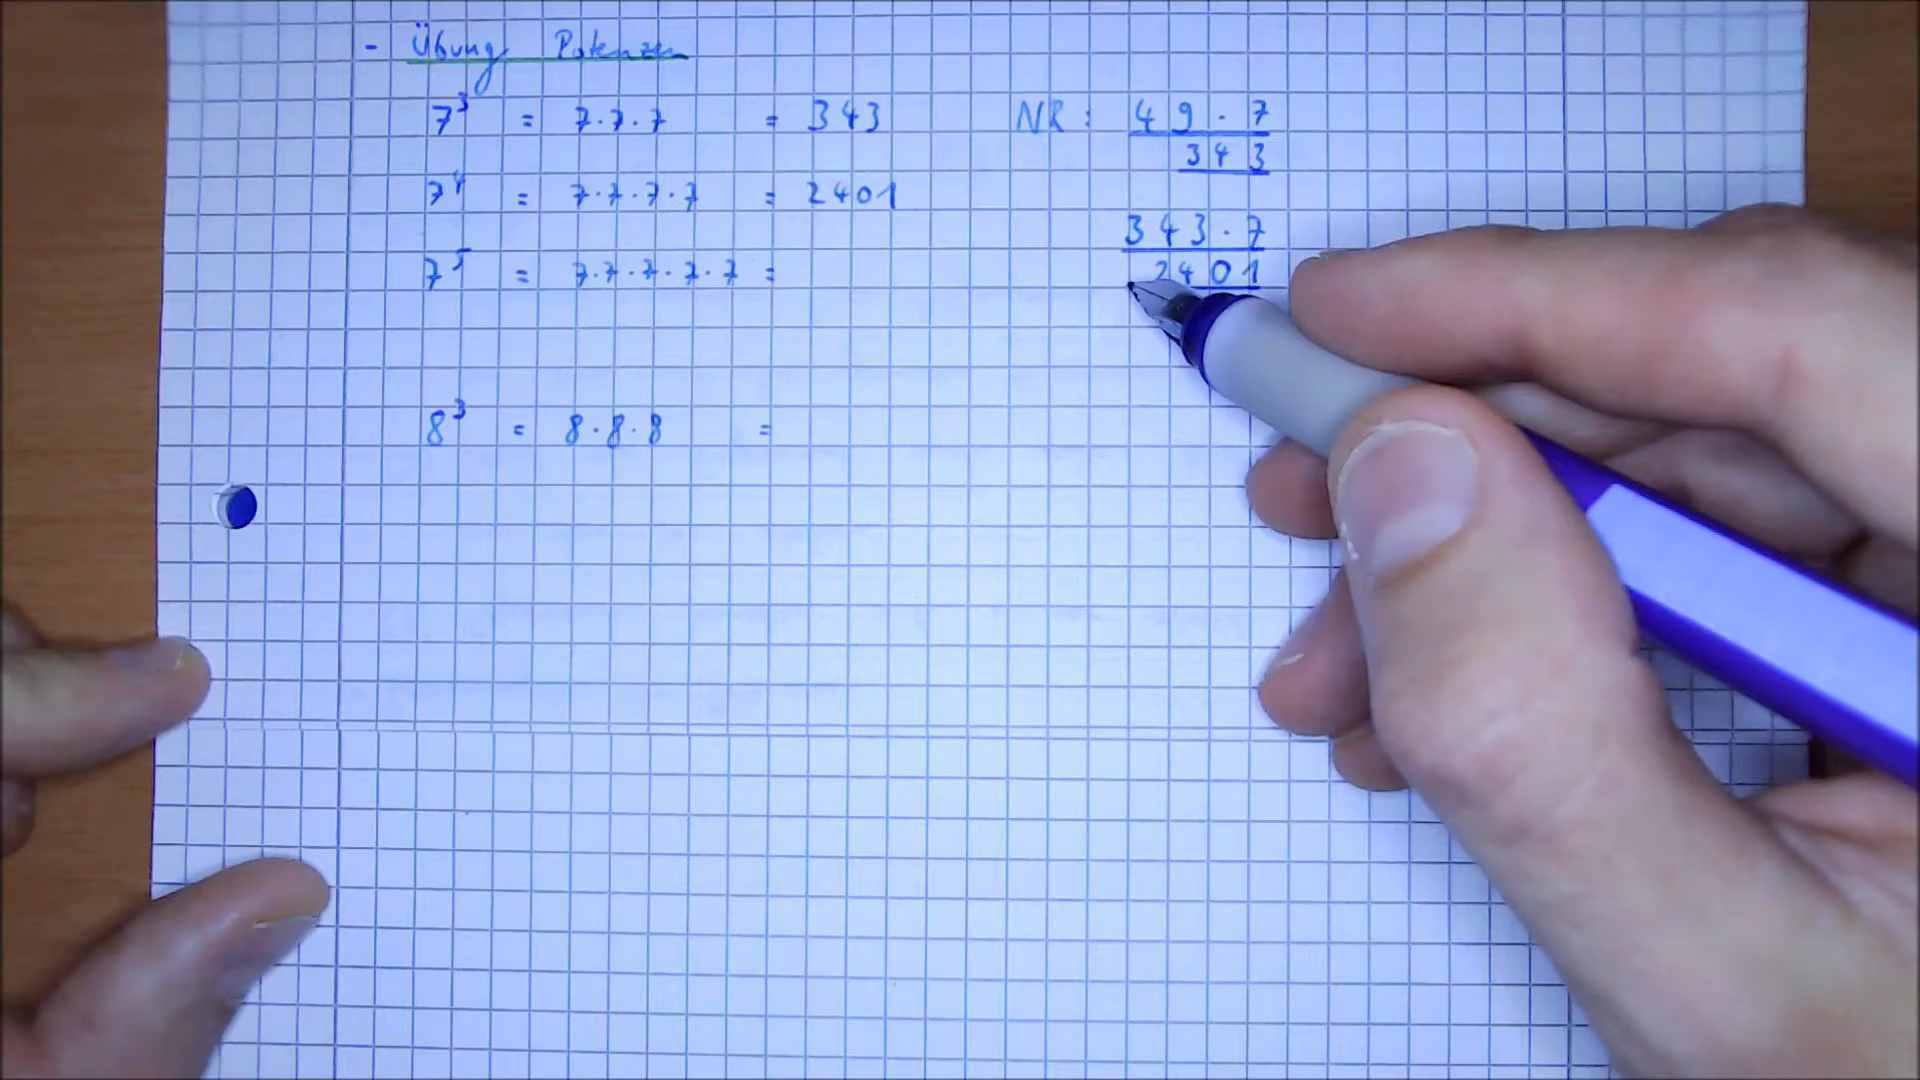 - Übung Potenzen
7³ = 7·7·7 = 343
NR: 49·7
343
7⁴ = 7·7·7·7 = 2401
343·7
2401
7⁵ = 7·7·7·7·7 =
8³ = 8·8·8 =